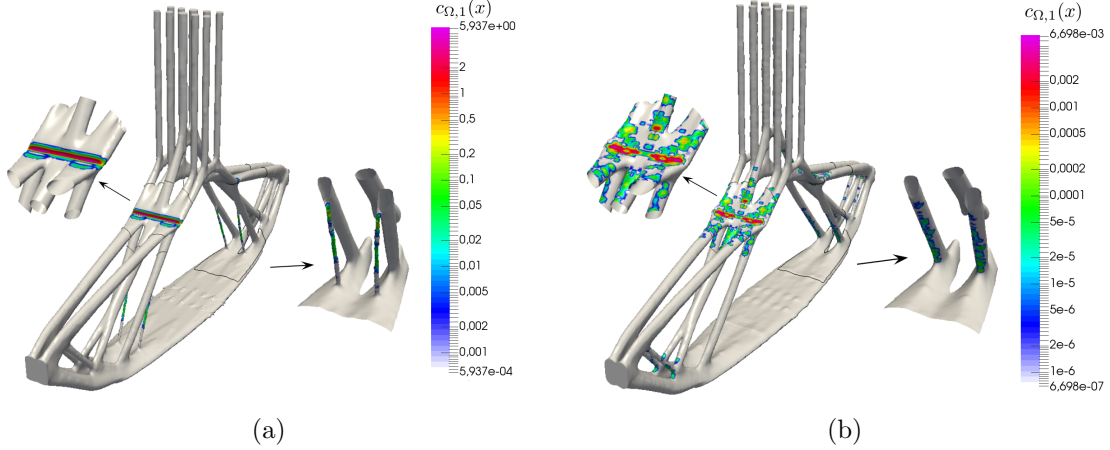 c_{Ω,1}(x)
5,937e+00
2
1
0,5
0,2
0,1
0,05
0,02
0,01
0,005
0,002
0,001
5,937e-04
(a)
c_{Ω,1}(x)
6,698e-03
0,002
0,001
0,0005
0,0002
0,0001
5e-5
2e-5
1e-5
5e-6
2e-6
1e-6
6,698e-07
(b)